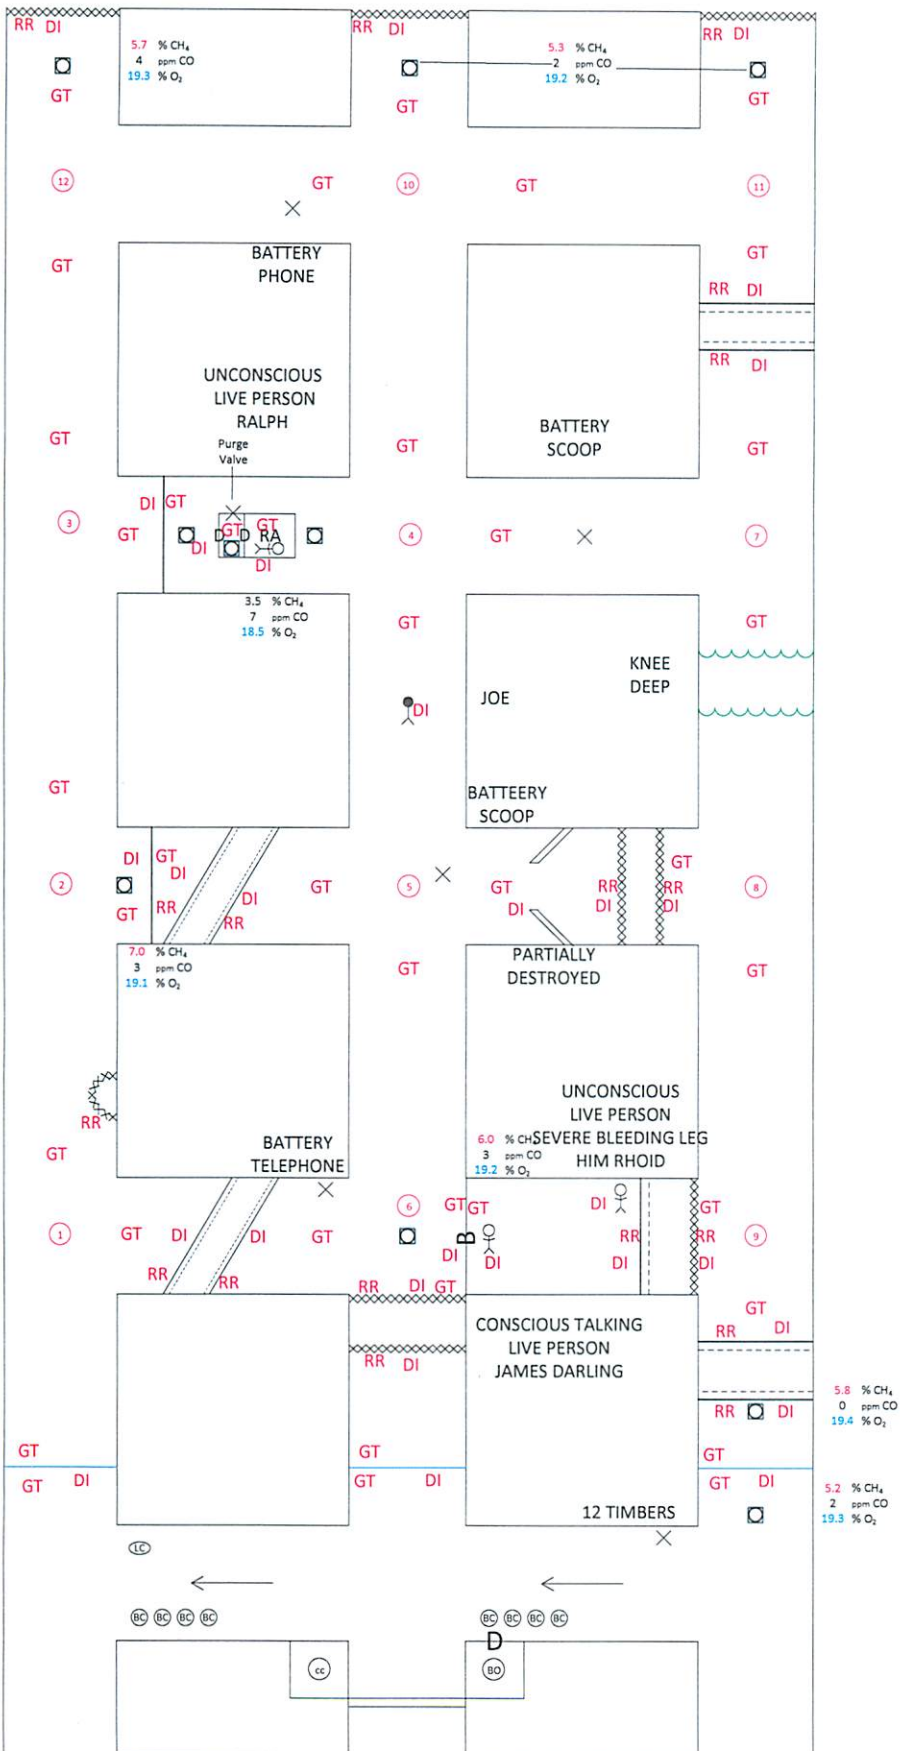 RR DI
RR DI
RR DI
5.7 % CH₄
4 ppm CO
19.3 % O₂
5.3 % CH₄
2 ppm CO
19.2 % O₂
GT
GT
GT
12
GT
10
GT
11
GT
BATTERY
PHONE
GT
RR DI
RR DI
UNCONSCIOUS
LIVE PERSON
RALPH
BATTERY
SCOOP
GT
GT
GT
Purge
Valve
DI GT
3
GT
DI
D
GT
D
GT
RA
DI
4
GT
7
3.5 % CH₄
7 ppm CO
18.5 % O₂
GT
GT
KNEE
DEEP
JOE
DI
GT
BATTEERY
SCOOP
DI GT
DI
2
GT
RR
DI
RR
GT
5
GT
DI
RR
DI
GT
RR
DI
8
7.0 % CH₄
3 ppm CO
19.1 % O₂
GT
PARTIALLY
DESTROYED
GT
RR
GT
UNCONSCIOUS
LIVE PERSON
SEVERE BLEEDING LEG
HIM RHOID
6.0 % CH₄
3 ppm CO
19.2 % O₂
BATTERY
TELEPHONE
1
GT
DI
RR
DI
RR
GT
6
GT GT
B
DI
DI
DI
RR
DI
GT
RR
DI
9
RR DI GT
RR DI
CONSCIOUS TALKING
LIVE PERSON
JAMES DARLING
GT
RR DI
RR DI
5.8 % CH₄
0 ppm CO
19.4 % O₂
GT
GT DI
GT
GT DI
GT
GT DI
5.2 % CH₄
2 ppm CO
19.3 % O₂
12 TIMBERS
LC
BC BC BC BC
BC BC BC BC
D
cc
BO